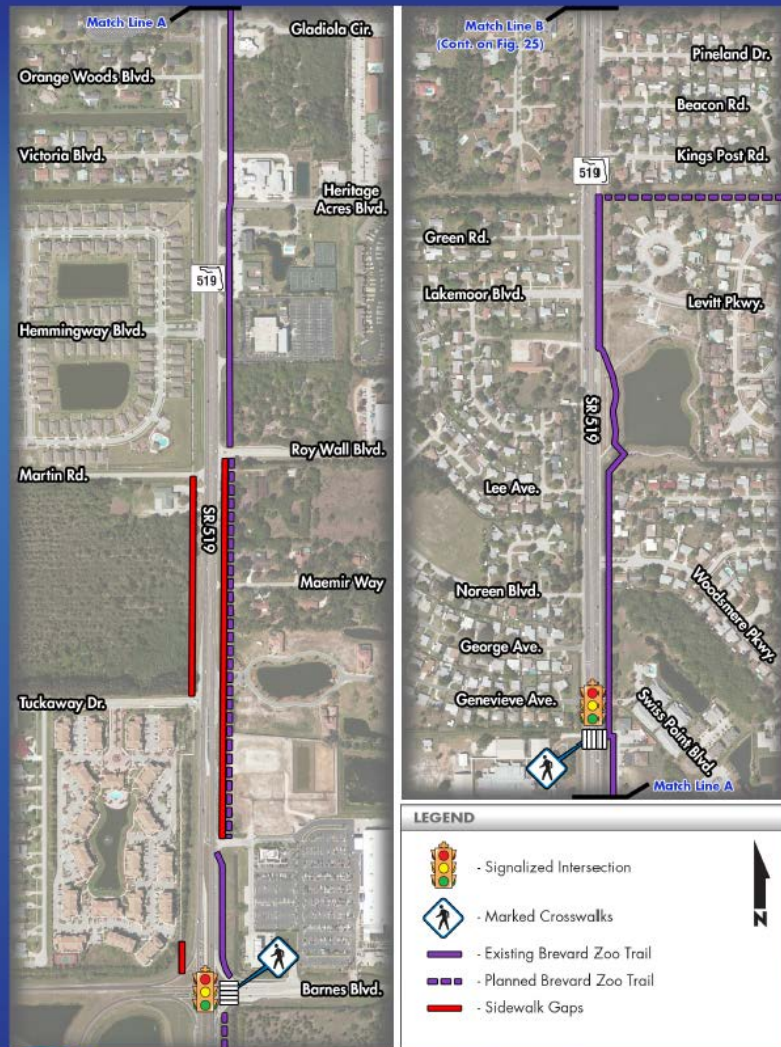 Match Line A
Gladiola Cir.
Orange Woods Blvd.
Victoria Blvd.
Heritage
Acres Blvd.
519
Hemmingway Blvd.
Roy Wall Blvd.
Martin Rd.
SR 519
Maemir Way
Tuckaway Dr.
Barnes Blvd.
Match Line B
(Cont. on Fig. 25)
Pineland Dr.
Beacon Rd.
Kings Post Rd.
519
Green Rd.
Lakemoor Blvd.
Levitt Pkwy.
SR 519
Lee Ave.
Noreen Blvd.
Woodsmere Pkwy.
George Ave.
Genevieve Ave.
Swiss Point Blvd.
Match Line A
LEGEND
- Signalized Intersection
- Marked Crosswalks
- Existing Brevard Zoo Trail
- Planned Brevard Zoo Trail
- Sidewalk Gaps
N